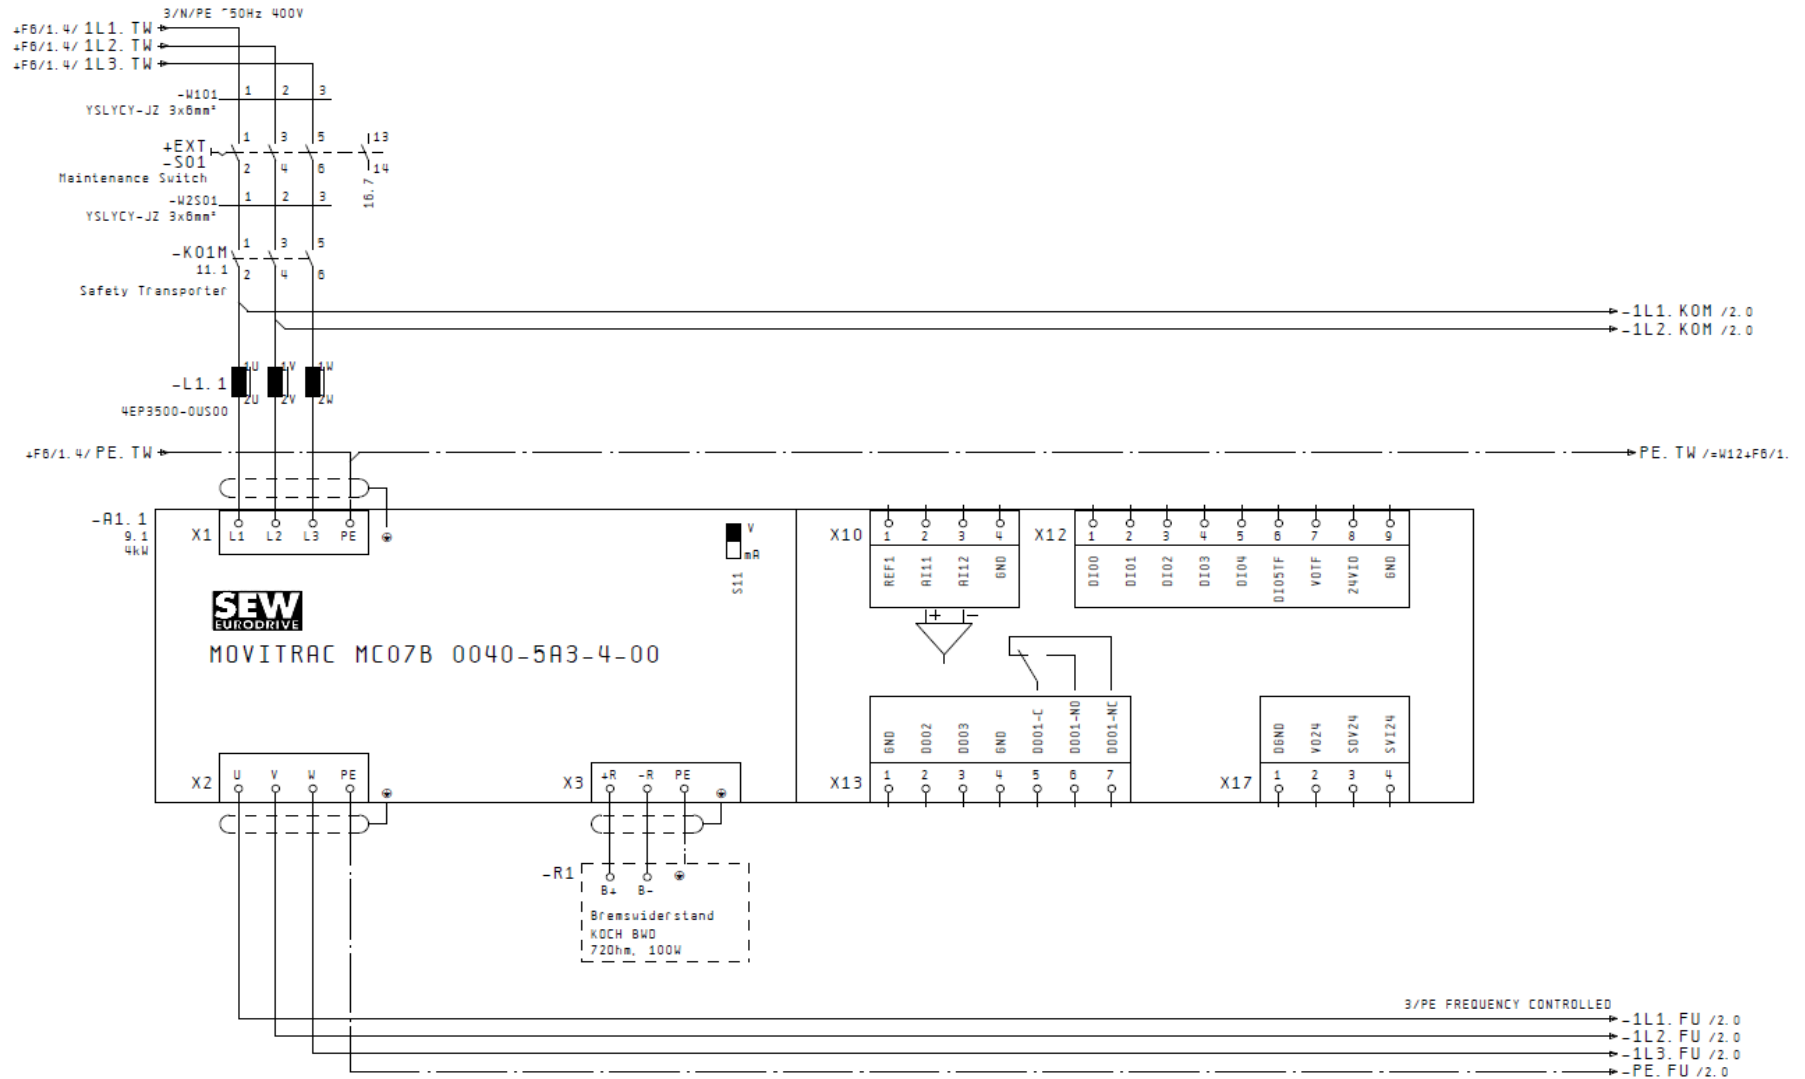 3/N/PE ~50Hz 400V
+F6/1.4/ 1L1.TW
+F6/1.4/ 1L2.TW
+F6/1.4/ 1L3.TW
-W101 1 2 3
YSLYCY-JZ 3x6mm²
1 3 5 13
+EXT
-S01
2 4 6 14
Maintenance Switch
16.7
-W2S01 1 2 3
YSLYCY-JZ 3x6mm²
1 3 5
-K01M
11.1
2 4 6
Safety Transporter
-1L1.KOM /2.0
-1L2.KOM /2.0
1U 1V 1W
-L1.1
2U 2V 2W
4EP3500-0US00
+F6/1.4/ PE.TW
PE.TW /=W12+F6/1.
-A1.1
9.1
4kW
X1 L1 L2 L3 PE
V
mA
S11
X10 1 2 3 4
REF1 AI11 AI12 GND
X12 1 2 3 4 5 6 7 8 9
DI00 DI01 DI02 DI03 DI04 DI05TF VOTF 24VIO GND
+ -
SEW
EURODRIVE
MOVITRAC MC07B 0040-5A3-4-00
GND DO02 DO03 GND DO01-C DO01-NO DO01-NC
X13 1 2 3 4 5 6 7
DGND VO24 SOV24 SVI24
X17 1 2 3 4
X2 U V W PE
X3 +R -R PE
-R1
B+ B-
Bremswiderstand
KOCH BWD
72Ohm, 100W
3/PE FREQUENCY CONTROLLED
-1L1.FU /2.0
-1L2.FU /2.0
-1L3.FU /2.0
-PE.FU /2.0